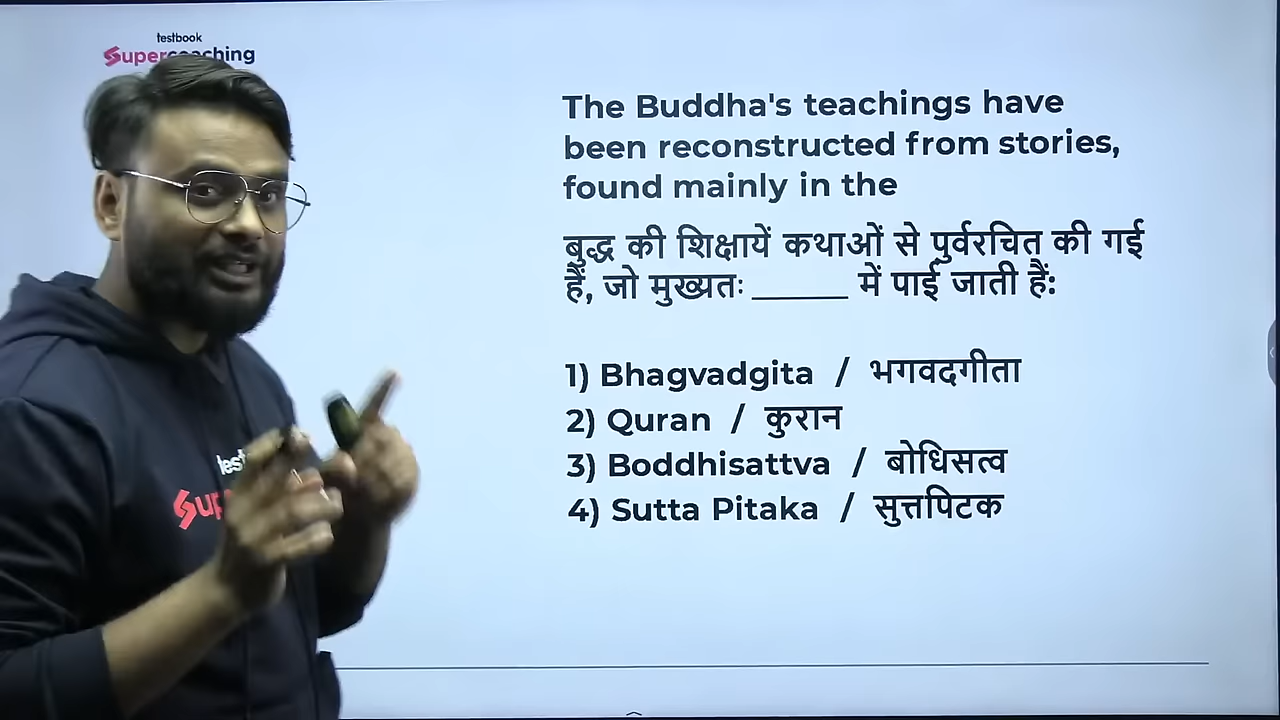 testbook
Supercoaching
The Buddha's teachings have
been reconstructed from stories,
found mainly in the
बुद्ध की शिक्षायें कथाओं से पुर्वरचित की गई
हैं, जो मुख्यतः ______ में पाई जाती हैं:
1) Bhagvadgita / भगवदगीता
2) Quran / कुरान
3) Boddhisattva / बोधिसत्व
4) Sutta Pitaka / सुत्तपिटक